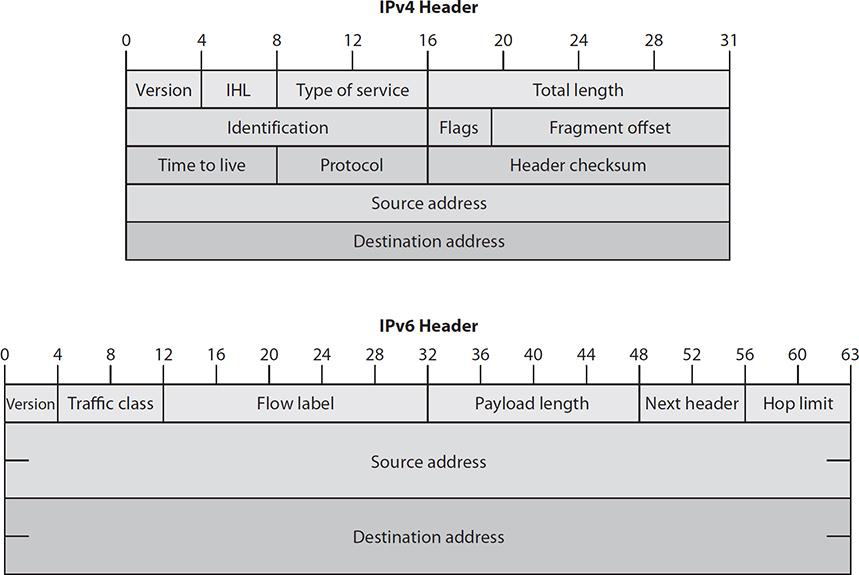 IPv4 Header
0 4 8 12 16 20 24 28 31
Version IHL Type of service Total length
Identification Flags Fragment offset
Time to live Protocol Header checksum
Source address
Destination address
IPv6 Header
0 4 8 12 16 20 24 28 32 36 40 44 48 52 56 60 63
Version Traffic class Flow label Payload length Next header Hop limit
Source address
Destination address